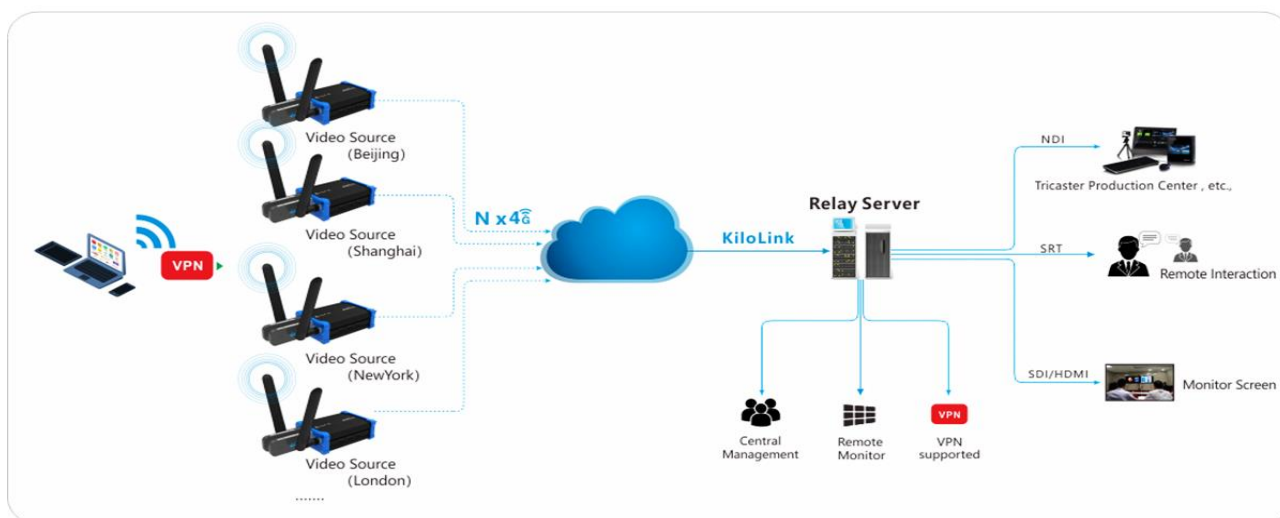 Video Source
(Beijing)
Video Source
(Shanghai)
VPN
Video Source
(NewYork)
Video Source
(London)
.......
N x4G
KiloLink
Relay Server
NDI
Tricaster Production Center , etc.,
SRT
Remote Interaction
SDI/HDMI
Monitor Screen
Central
Management
Remote
Monitor
VPN
VPN
supported